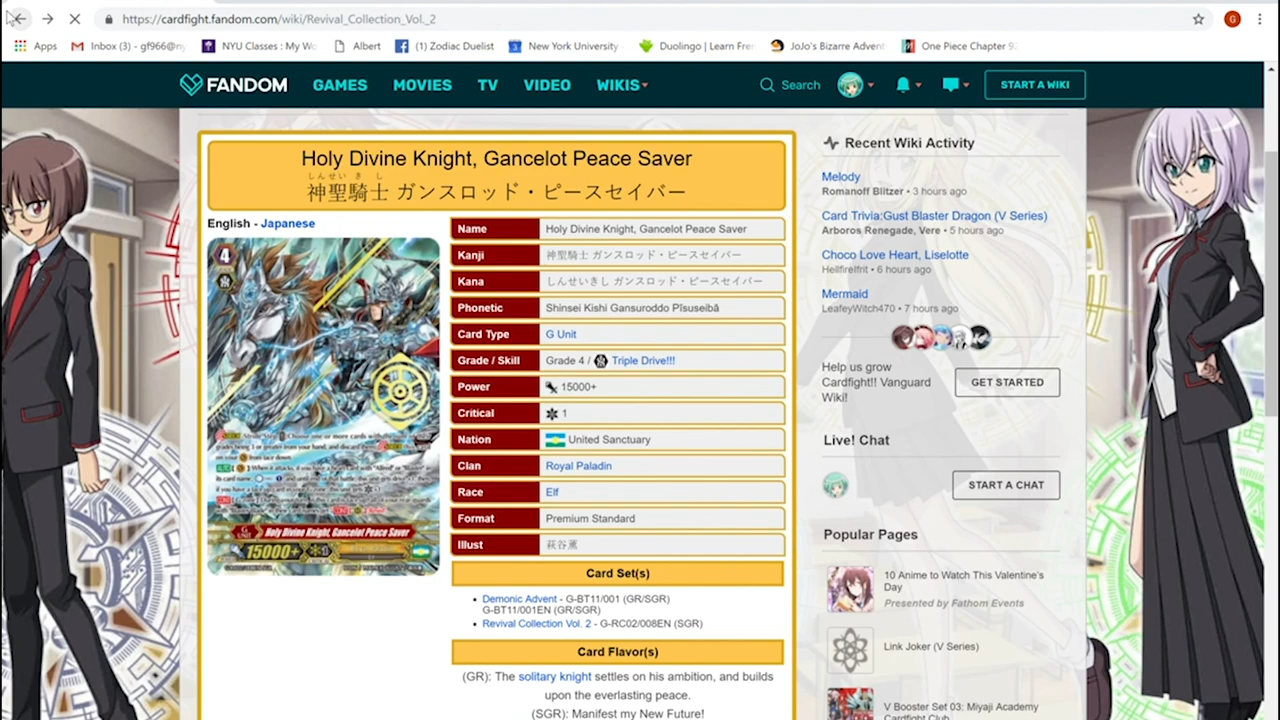 https://cardfight.fandom.com/wiki/Revival_Collection_Vol._2
G
Apps
Inbox (3) - gf966@ny
NYU Classes : My Wo
Albert
(1) Zodiac Duelist
New York University
Duolingo | Learn Fre
JoJo's Bizarre Advent
One Piece Chapter 9
FANDOM
GAMES
MOVIES
TV
VIDEO
WIKIS
Search
START A WIKI
Holy Divine Knight, Gancelot Peace Saver
しんせい き し
神聖騎士 ガンスロッド・ピースセイバー
English - Japanese
4
Holy Divine Knight, Gancelot Peace Saver
15000+
Name
Holy Divine Knight, Gancelot Peace Saver
Kanji
神聖騎士 ガンスロッド・ピースセイバー
Kana
しんせいきし ガンスロッド・ピースセイバー
Phonetic
Shinsei Kishi Gansuroddo Pīsuseibā
Card Type
G Unit
Grade / Skill
Grade 4 / Triple Drive!!!
Power
15000+
Critical
1
Nation
United Sanctuary
Clan
Royal Paladin
Race
Elf
Format
Premium Standard
Illust
萩谷薫
Card Set(s)
• Demonic Advent - G-BT11/001 (GR/SGR)
G-BT11/001EN (GR/SGR)
• Revival Collection Vol. 2 - G-RC02/008EN (SGR)
Card Flavor(s)
(GR): The solitary knight settles on his ambition, and builds
upon the everlasting peace.
(SGR): Manifest my New Future!
Recent Wiki Activity
Melody
Romanoff Blitzer • 3 hours ago
Card Trivia:Gust Blaster Dragon (V Series)
Arboros Renegade, Vere • 5 hours ago
Choco Love Heart, Liselotte
Hellfirelfrit • 6 hours ago
Mermaid
LeafeyWitch470 • 7 hours ago
Help us grow
Cardfight!! Vanguard
Wiki!
GET STARTED
Live! Chat
START A CHAT
Popular Pages
10 Anime to Watch This Valentine's
Day
Presented by Fathom Events
Link Joker (V Series)
V Booster Set 03: Miyaji Academy
Cardfight Club